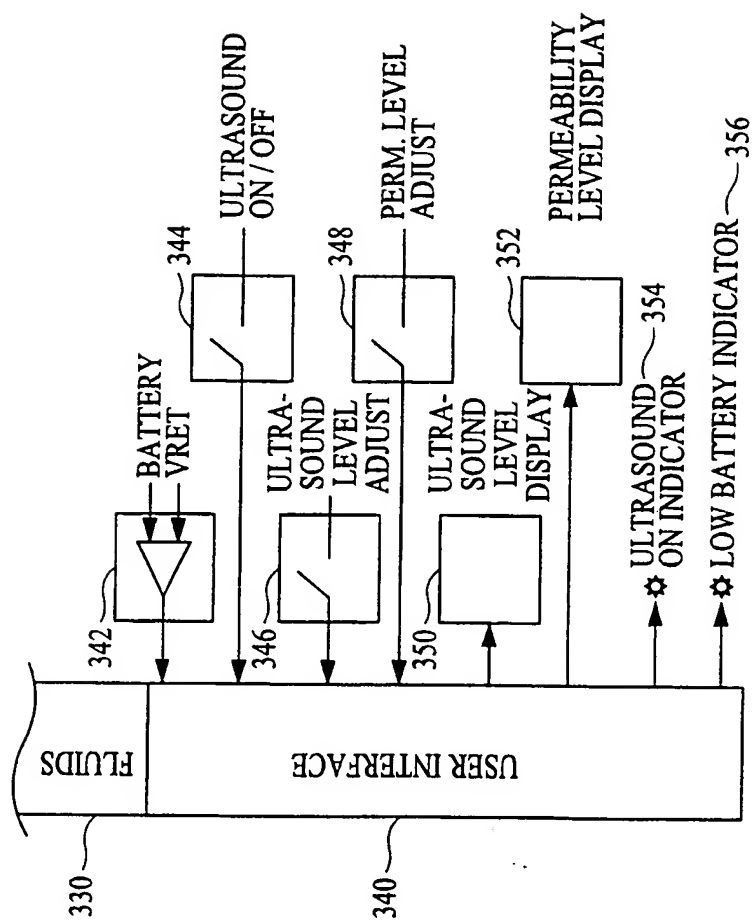 330
FLUIDS
340
USER INTERFACE
342
BATTERY
VRET
344
ULTRASOUND
ON / OFF
346
ULTRA-
SOUND
LEVEL
ADJUST
348
PERM. LEVEL
ADJUST
350
ULTRA-
SOUND
LEVEL
DISPLAY
352
PERMEABILITY
LEVEL DISPLAY
ULTRASOUND
ON INDICATOR
354
LOW BATTERY INDICATOR
356